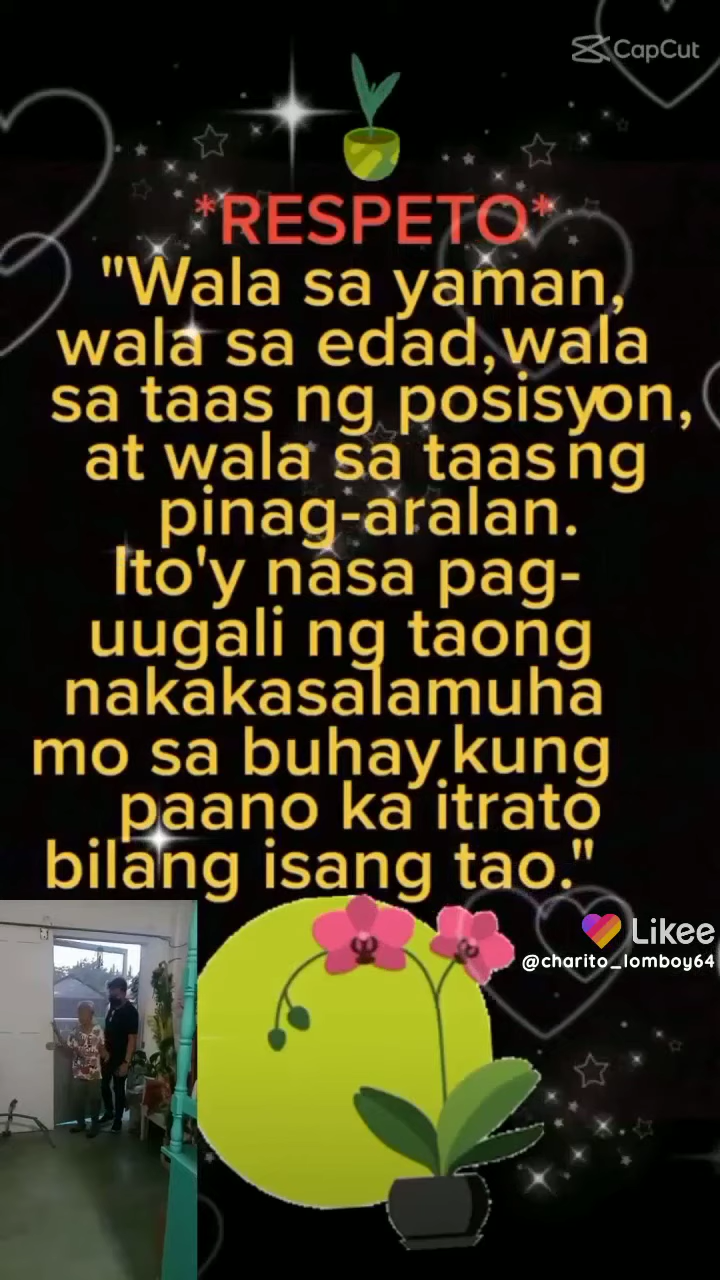 CapCut
*RESPETO*
"Wala sa yaman,
wala sa edad,wala
sa taas ng posisyon,
at wala sa taas ng
pinag-aralan.
Ito'y nasa pag-
uugali ng taong
nakakasalamuha
mo sa buhay kung
paano ka itrato
bilang isang tao."
Likee
@charito_lomboy64